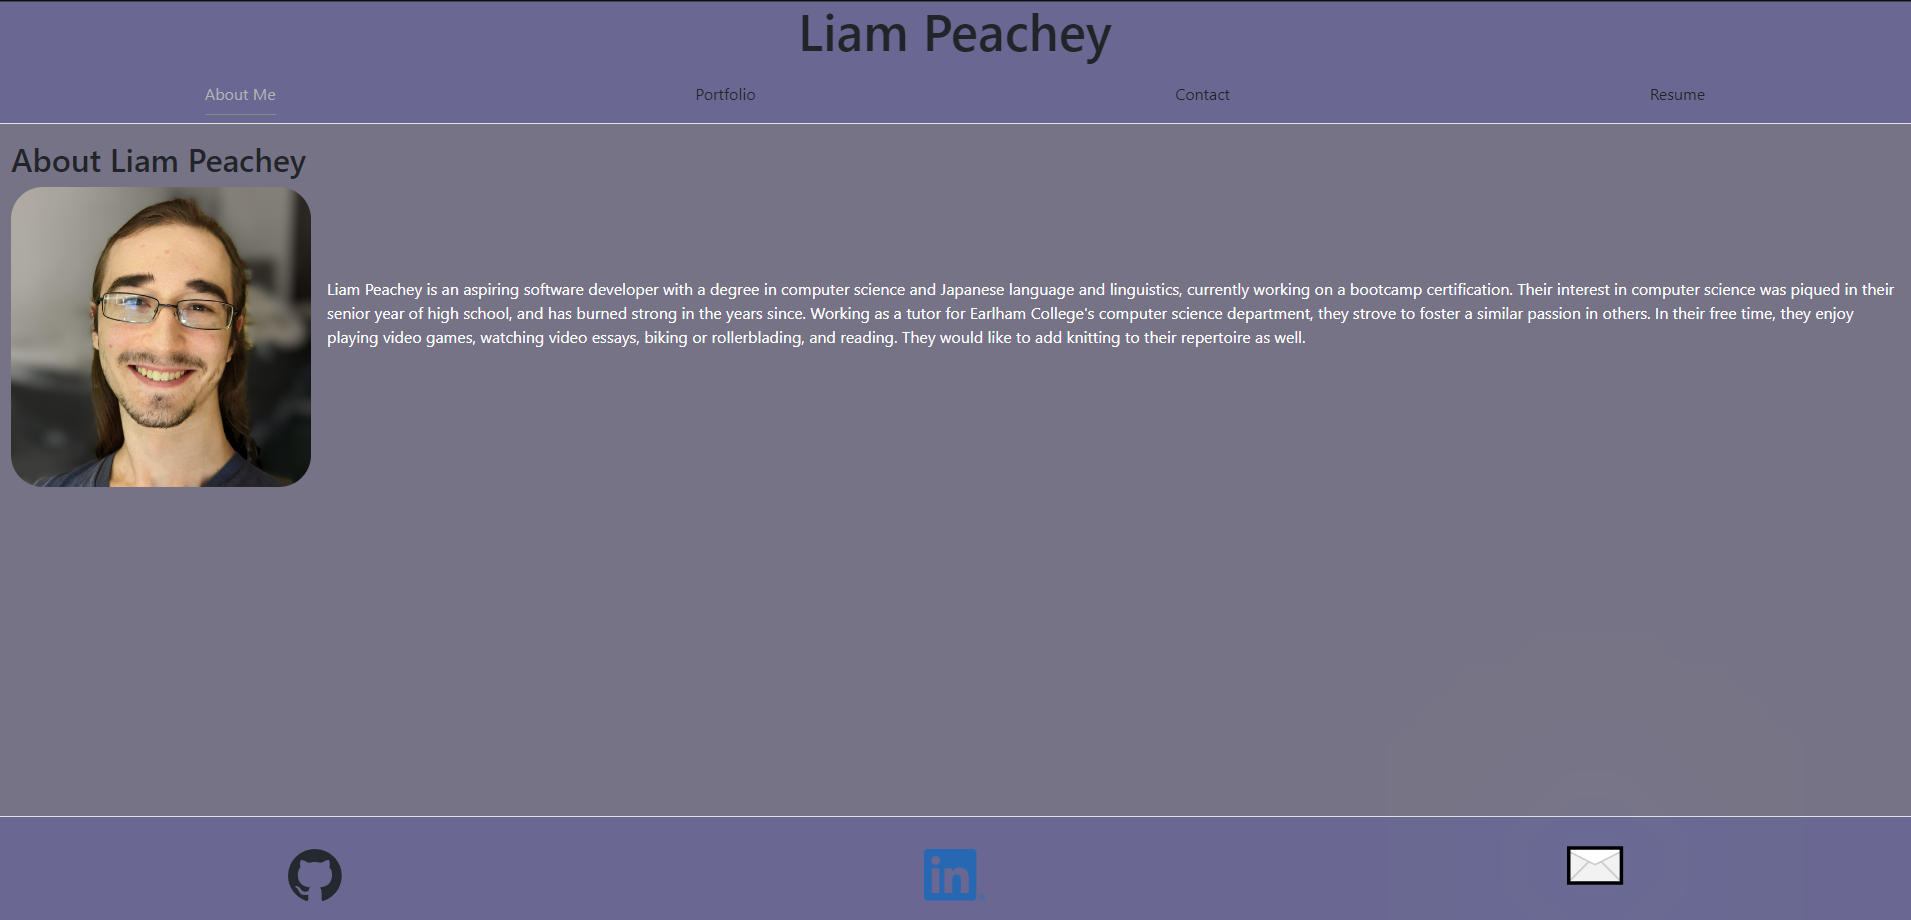 Liam Peachey
About Me
Portfolio
Contact
Resume
About Liam Peachey
Liam Peachey is an aspiring software developer with a degree in computer science and Japanese language and linguistics, currently working on a bootcamp certification. Their interest in computer science was piqued in their
senior year of high school, and has burned strong in the years since. Working as a tutor for Earlham College's computer science department, they strove to foster a similar passion in others. In their free time, they enjoy
playing video games, watching video essays, biking or rollerblading, and reading. They would like to add knitting to their repertoire as well.
in